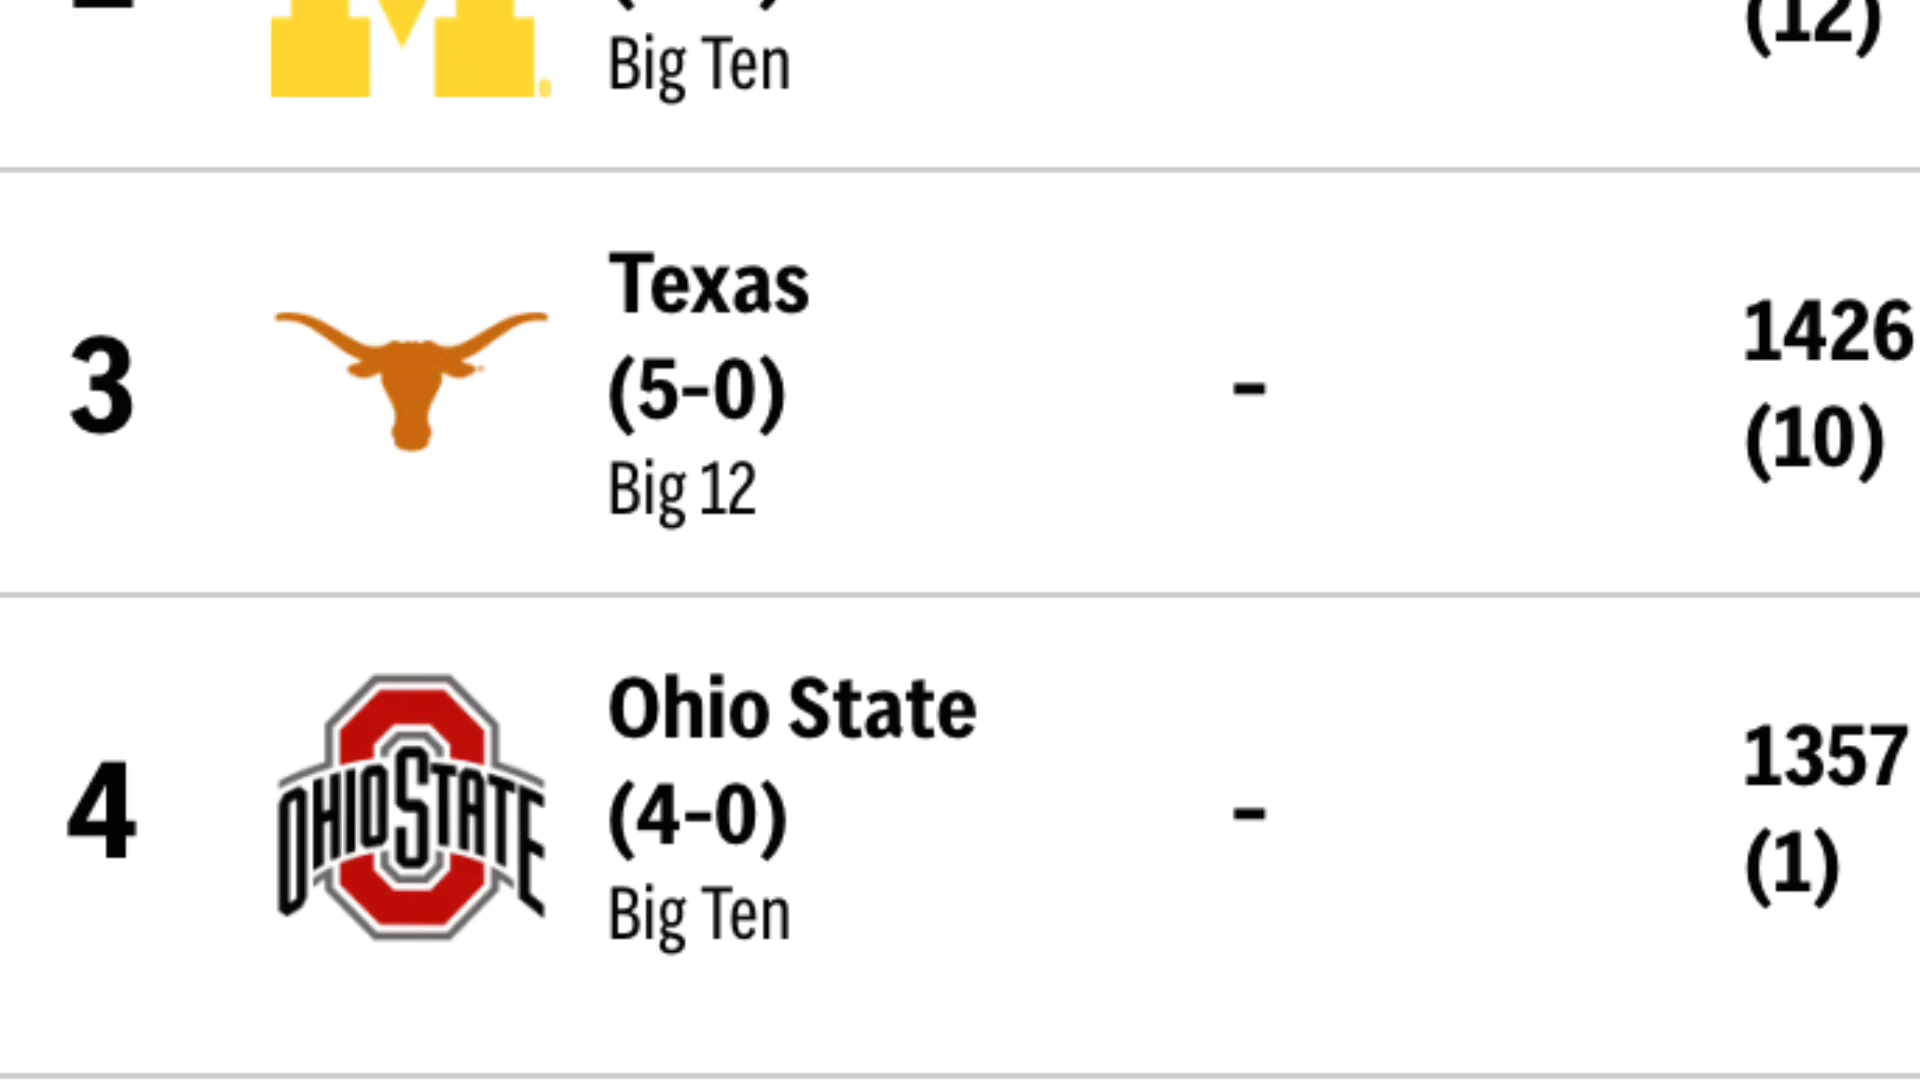 Big Ten
(12)
3
Texas
(5-0)
Big 12
-
1426
(10)
4
OHIO STATE
Ohio State
(4-0)
Big Ten
-
1357
(1)